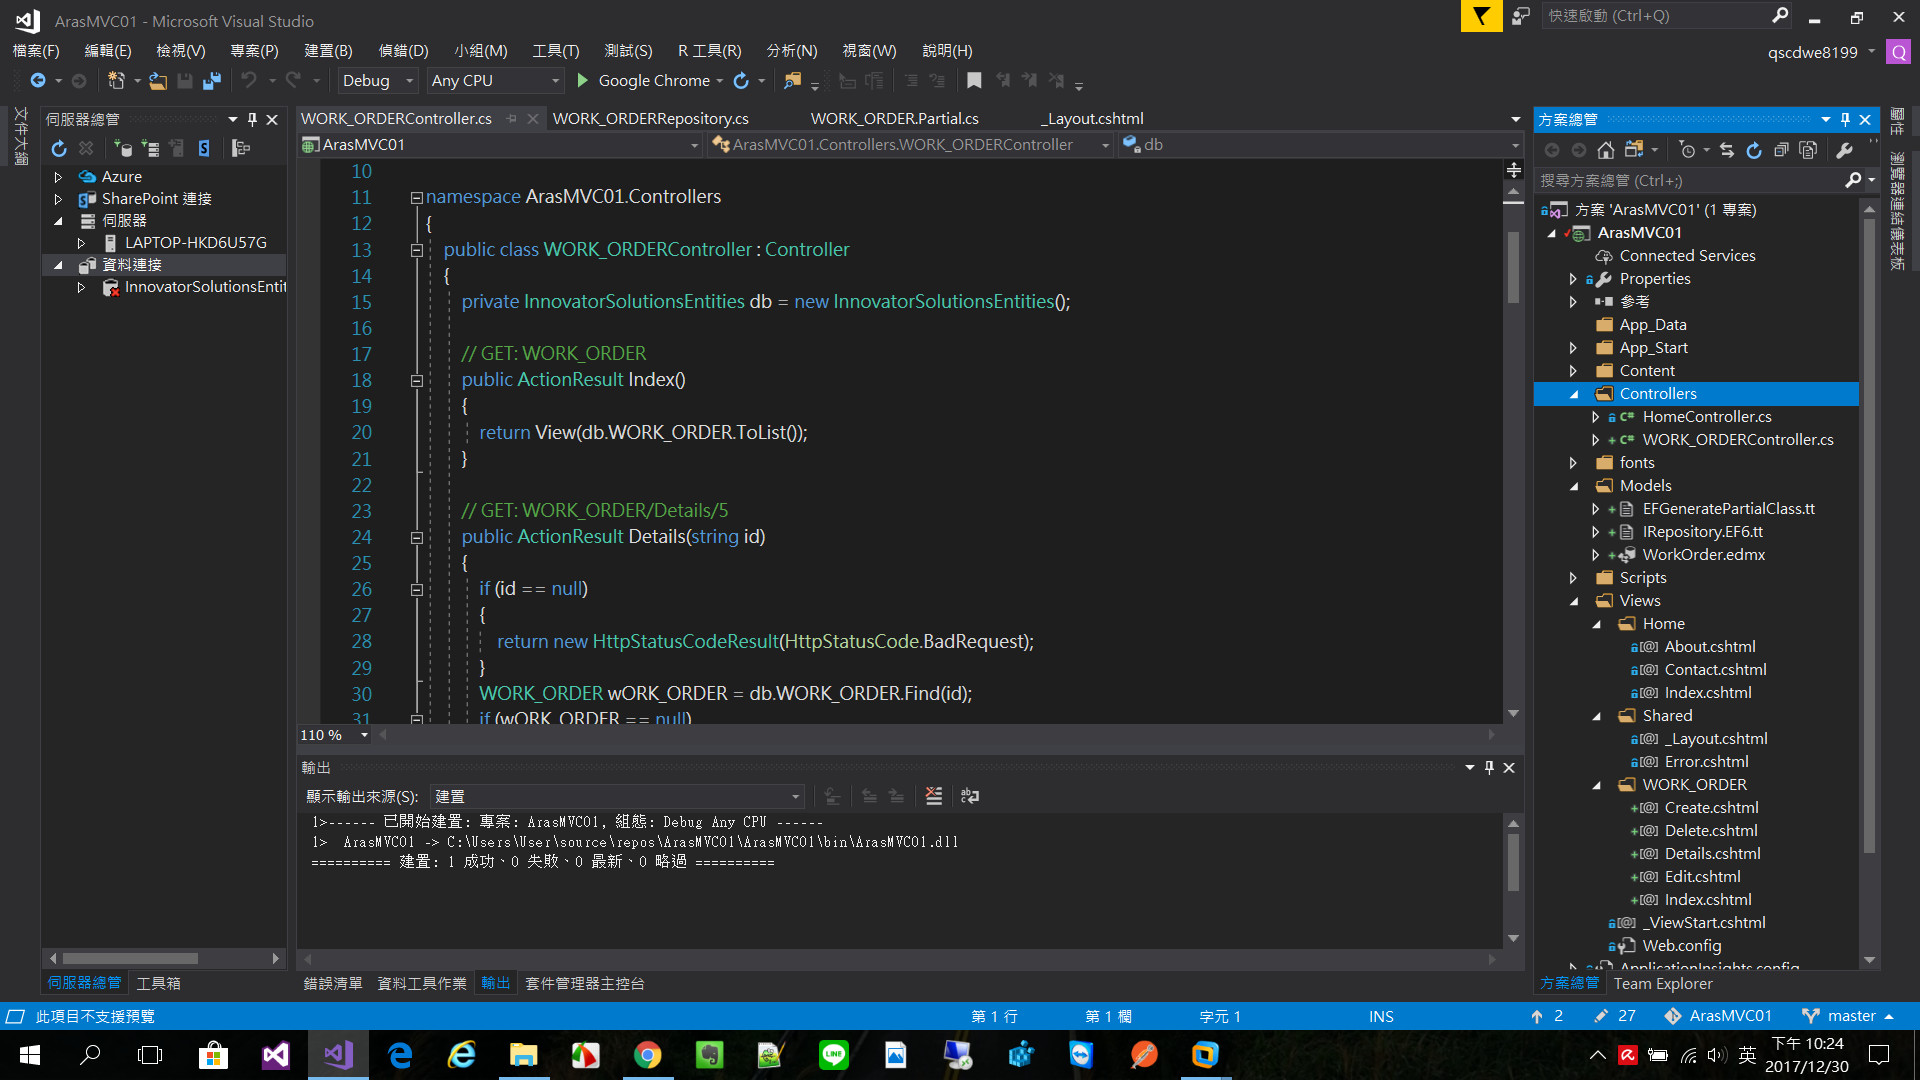 ArasMVC01 - Microsoft Visual Studio
快速啟動 (Ctrl+Q)
檔案(F) 編輯(E) 檢視(V) 專案(P) 建置(B) 偵錯(D) 小組(M) 工具(T) 測試(S) R 工具(R) 分析(N) 視窗(W) 說明(H)
qscdwe8199 Q
Debug Any CPU Google Chrome
文件大綱
伺服器總管
Azure
SharePoint 連接
伺服器
LAPTOP-HKD6U57G
資料連接
InnovatorSolutionsEntit
伺服器總管 工具箱
WORK_ORDERController.cs WORK_ORDERRepository.cs WORK_ORDER.Partial.cs _Layout.cshtml
ArasMVC01 ArasMVC01.Controllers.WORK_ORDERController db
10
11 namespace ArasMVC01.Controllers
12 {
13 public class WORK_ORDERController : Controller
14 {
15 private InnovatorSolutionsEntities db = new InnovatorSolutionsEntities();
16
17 // GET: WORK_ORDER
18 public ActionResult Index()
19 {
20 return View(db.WORK_ORDER.ToList());
21 }
22
23 // GET: WORK_ORDER/Details/5
24 public ActionResult Details(string id)
25 {
26 if (id == null)
27 {
28 return new HttpStatusCodeResult(HttpStatusCode.BadRequest);
29 }
30 WORK_ORDER wORK_ORDER = db.WORK_ORDER.Find(id);
31 if (wORK_ORDER == null)
110 %
輸出
顯示輸出來源(S): 建置
1>------ 已開始建置: 專案: ArasMVC01, 組態: Debug Any CPU ------
1>  ArasMVC01 -> C:\Users\User\source\repos\ArasMVC01\ArasMVC01\bin\ArasMVC01.dll
========== 建置: 1 成功、0 失敗、0 最新、0 略過 ==========
錯誤清單 資料工具作業 輸出 套件管理器主控台
方案總管
搜尋方案總管 (Ctrl+;)
方案 'ArasMVC01' (1 專案)
ArasMVC01
Connected Services
Properties
參考
App_Data
App_Start
Content
Controllers
HomeController.cs
WORK_ORDERController.cs
fonts
Models
EFGeneratePartialClass.tt
IRepository.EF6.tt
WorkOrder.edmx
Scripts
Views
Home
About.cshtml
Contact.cshtml
Index.cshtml
Shared
_Layout.cshtml
Error.cshtml
WORK_ORDER
Create.cshtml
Delete.cshtml
Details.cshtml
Edit.cshtml
Index.cshtml
_ViewStart.cshtml
Web.config
ApplicationInsights.config
方案總管 Team Explorer
屬性
瀏覽器連結儀表板
此項目不支援預覽 第 1 行 第 1 欄 字元 1 INS 2 27 ArasMVC01 master
LINE
英
下午 10:24
2017/12/30